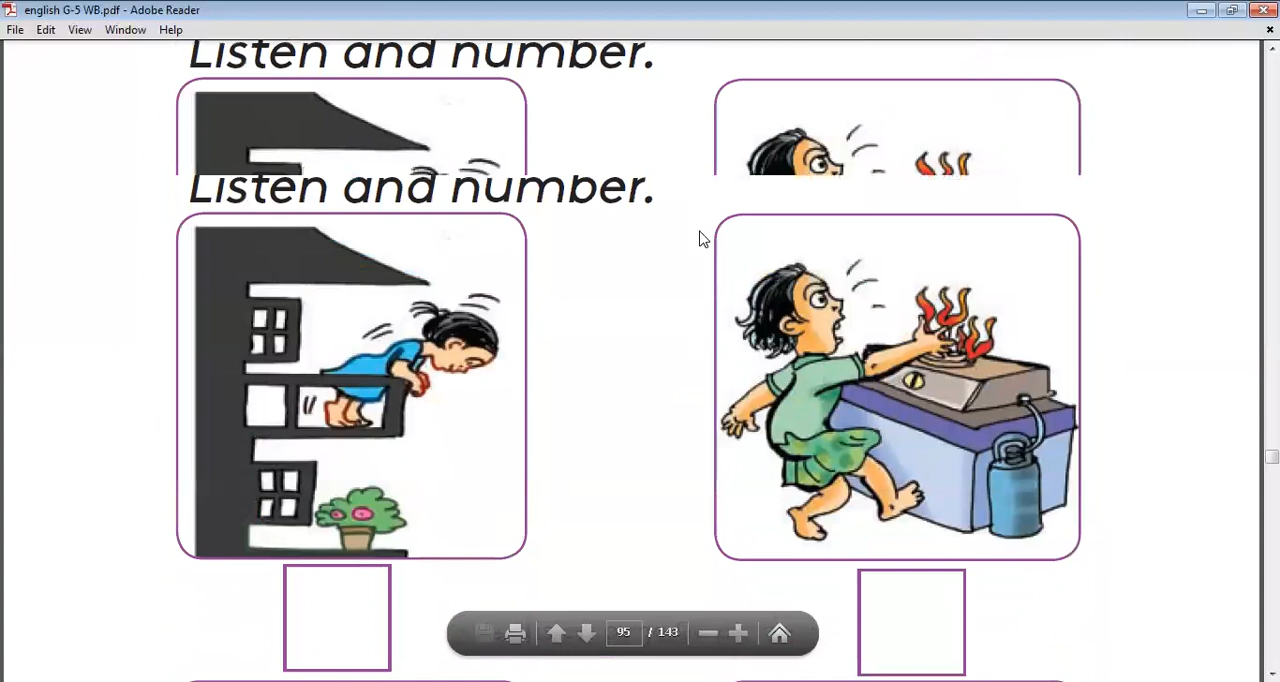 english G-5 WB.pdf - Adobe Reader
File Edit View Window Help
Listen and number.
Listen and number.
95 / 143